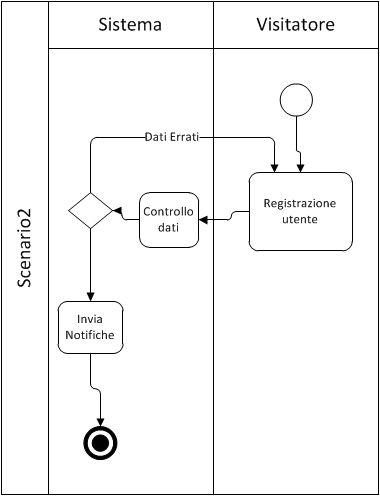 Sistema
Visitatore
Scenario2
Dati Errati
Registrazione
utente
Controllo
dati
Invia
Notifiche